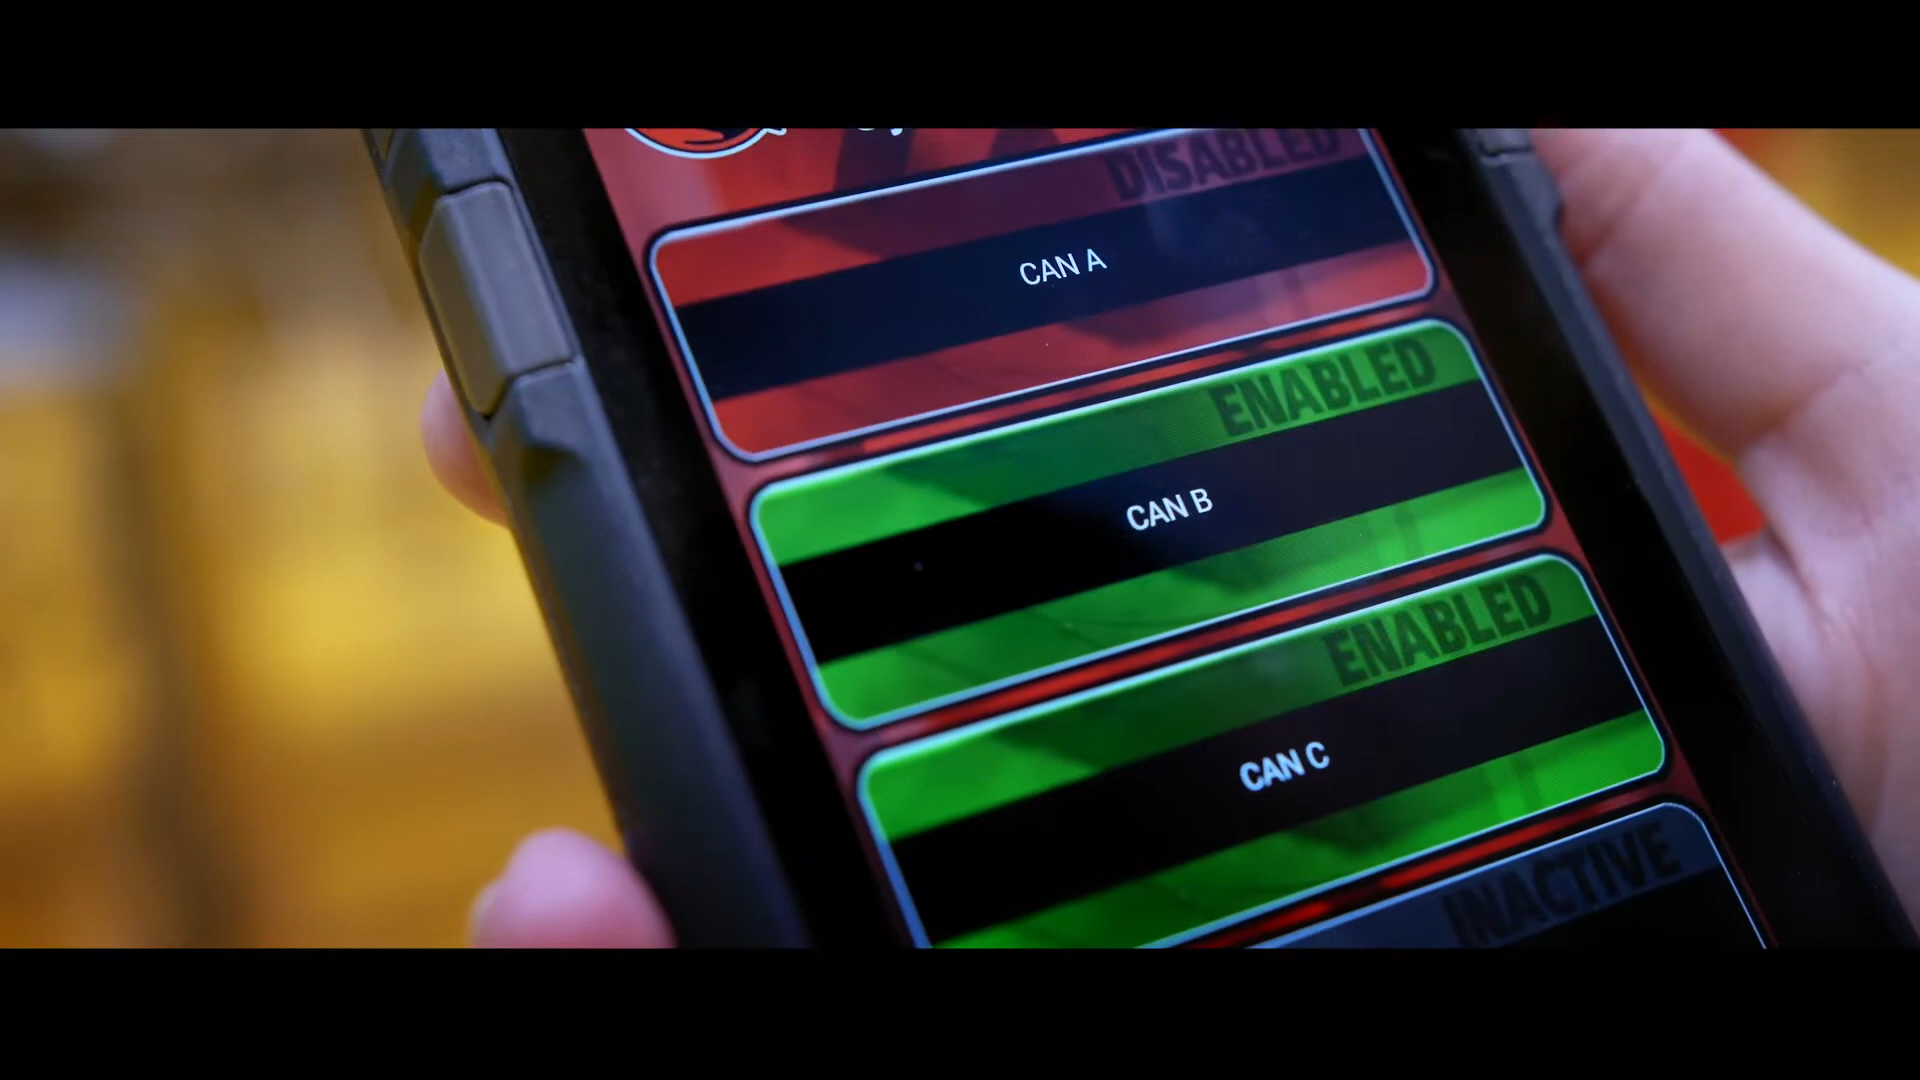 DISABLED
CAN A
ENABLED
CAN B
ENABLED
CAN C
INACTIVE